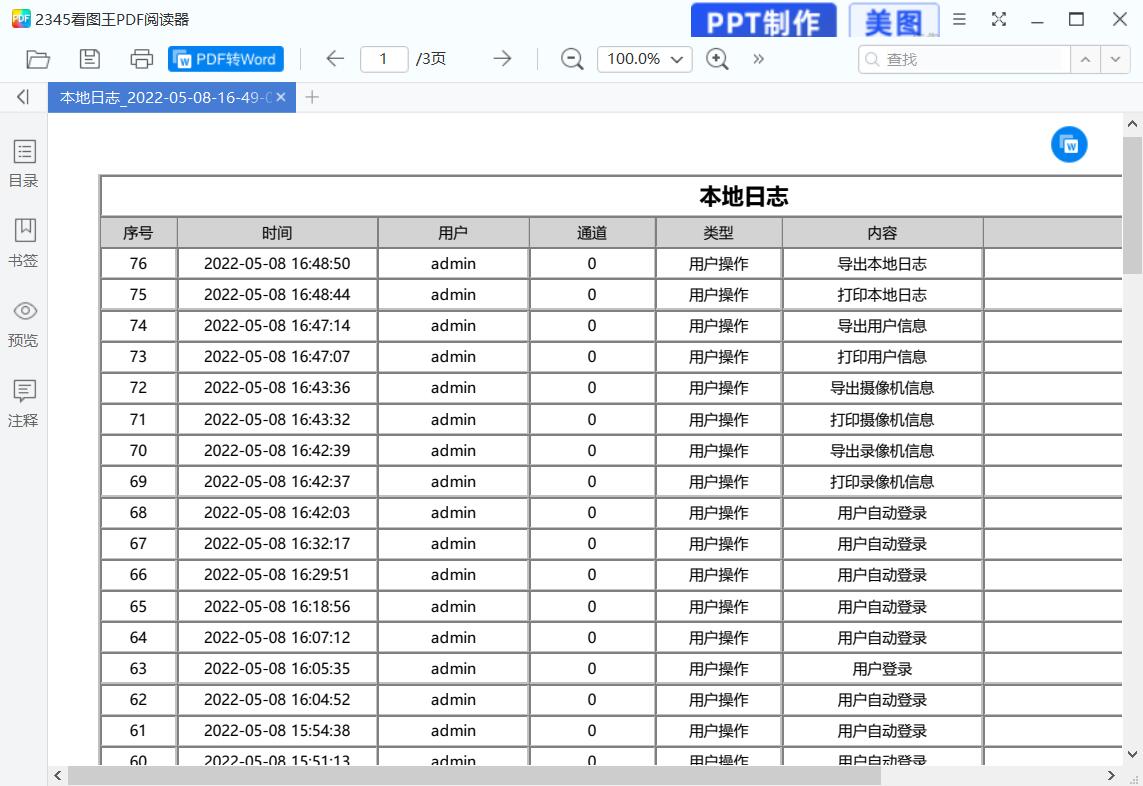 PDF 2345看图王PDF阅读器
PPT制作
美图
W PDF转Word
1 /3页
100.0%
查找
本地日志_2022-05-08-16-49-
目录
书签
预览
注释
W
本地日志
序号 时间 用户 通道 类型 内容
76 2022-05-08 16:48:50 admin 0 用户操作 导出本地日志
75 2022-05-08 16:48:44 admin 0 用户操作 打印本地日志
74 2022-05-08 16:47:14 admin 0 用户操作 导出用户信息
73 2022-05-08 16:47:07 admin 0 用户操作 打印用户信息
72 2022-05-08 16:43:36 admin 0 用户操作 导出摄像机信息
71 2022-05-08 16:43:32 admin 0 用户操作 打印摄像机信息
70 2022-05-08 16:42:39 admin 0 用户操作 导出录像机信息
69 2022-05-08 16:42:37 admin 0 用户操作 打印录像机信息
68 2022-05-08 16:42:03 admin 0 用户操作 用户自动登录
67 2022-05-08 16:32:17 admin 0 用户操作 用户自动登录
66 2022-05-08 16:29:51 admin 0 用户操作 用户自动登录
65 2022-05-08 16:18:56 admin 0 用户操作 用户自动登录
64 2022-05-08 16:07:12 admin 0 用户操作 用户自动登录
63 2022-05-08 16:05:35 admin 0 用户操作 用户登录
62 2022-05-08 16:04:52 admin 0 用户操作 用户自动登录
61 2022-05-08 15:54:38 admin 0 用户操作 用户自动登录
60 2022-05-08 15:51:13 admin 0 用户操作 用户自动登录